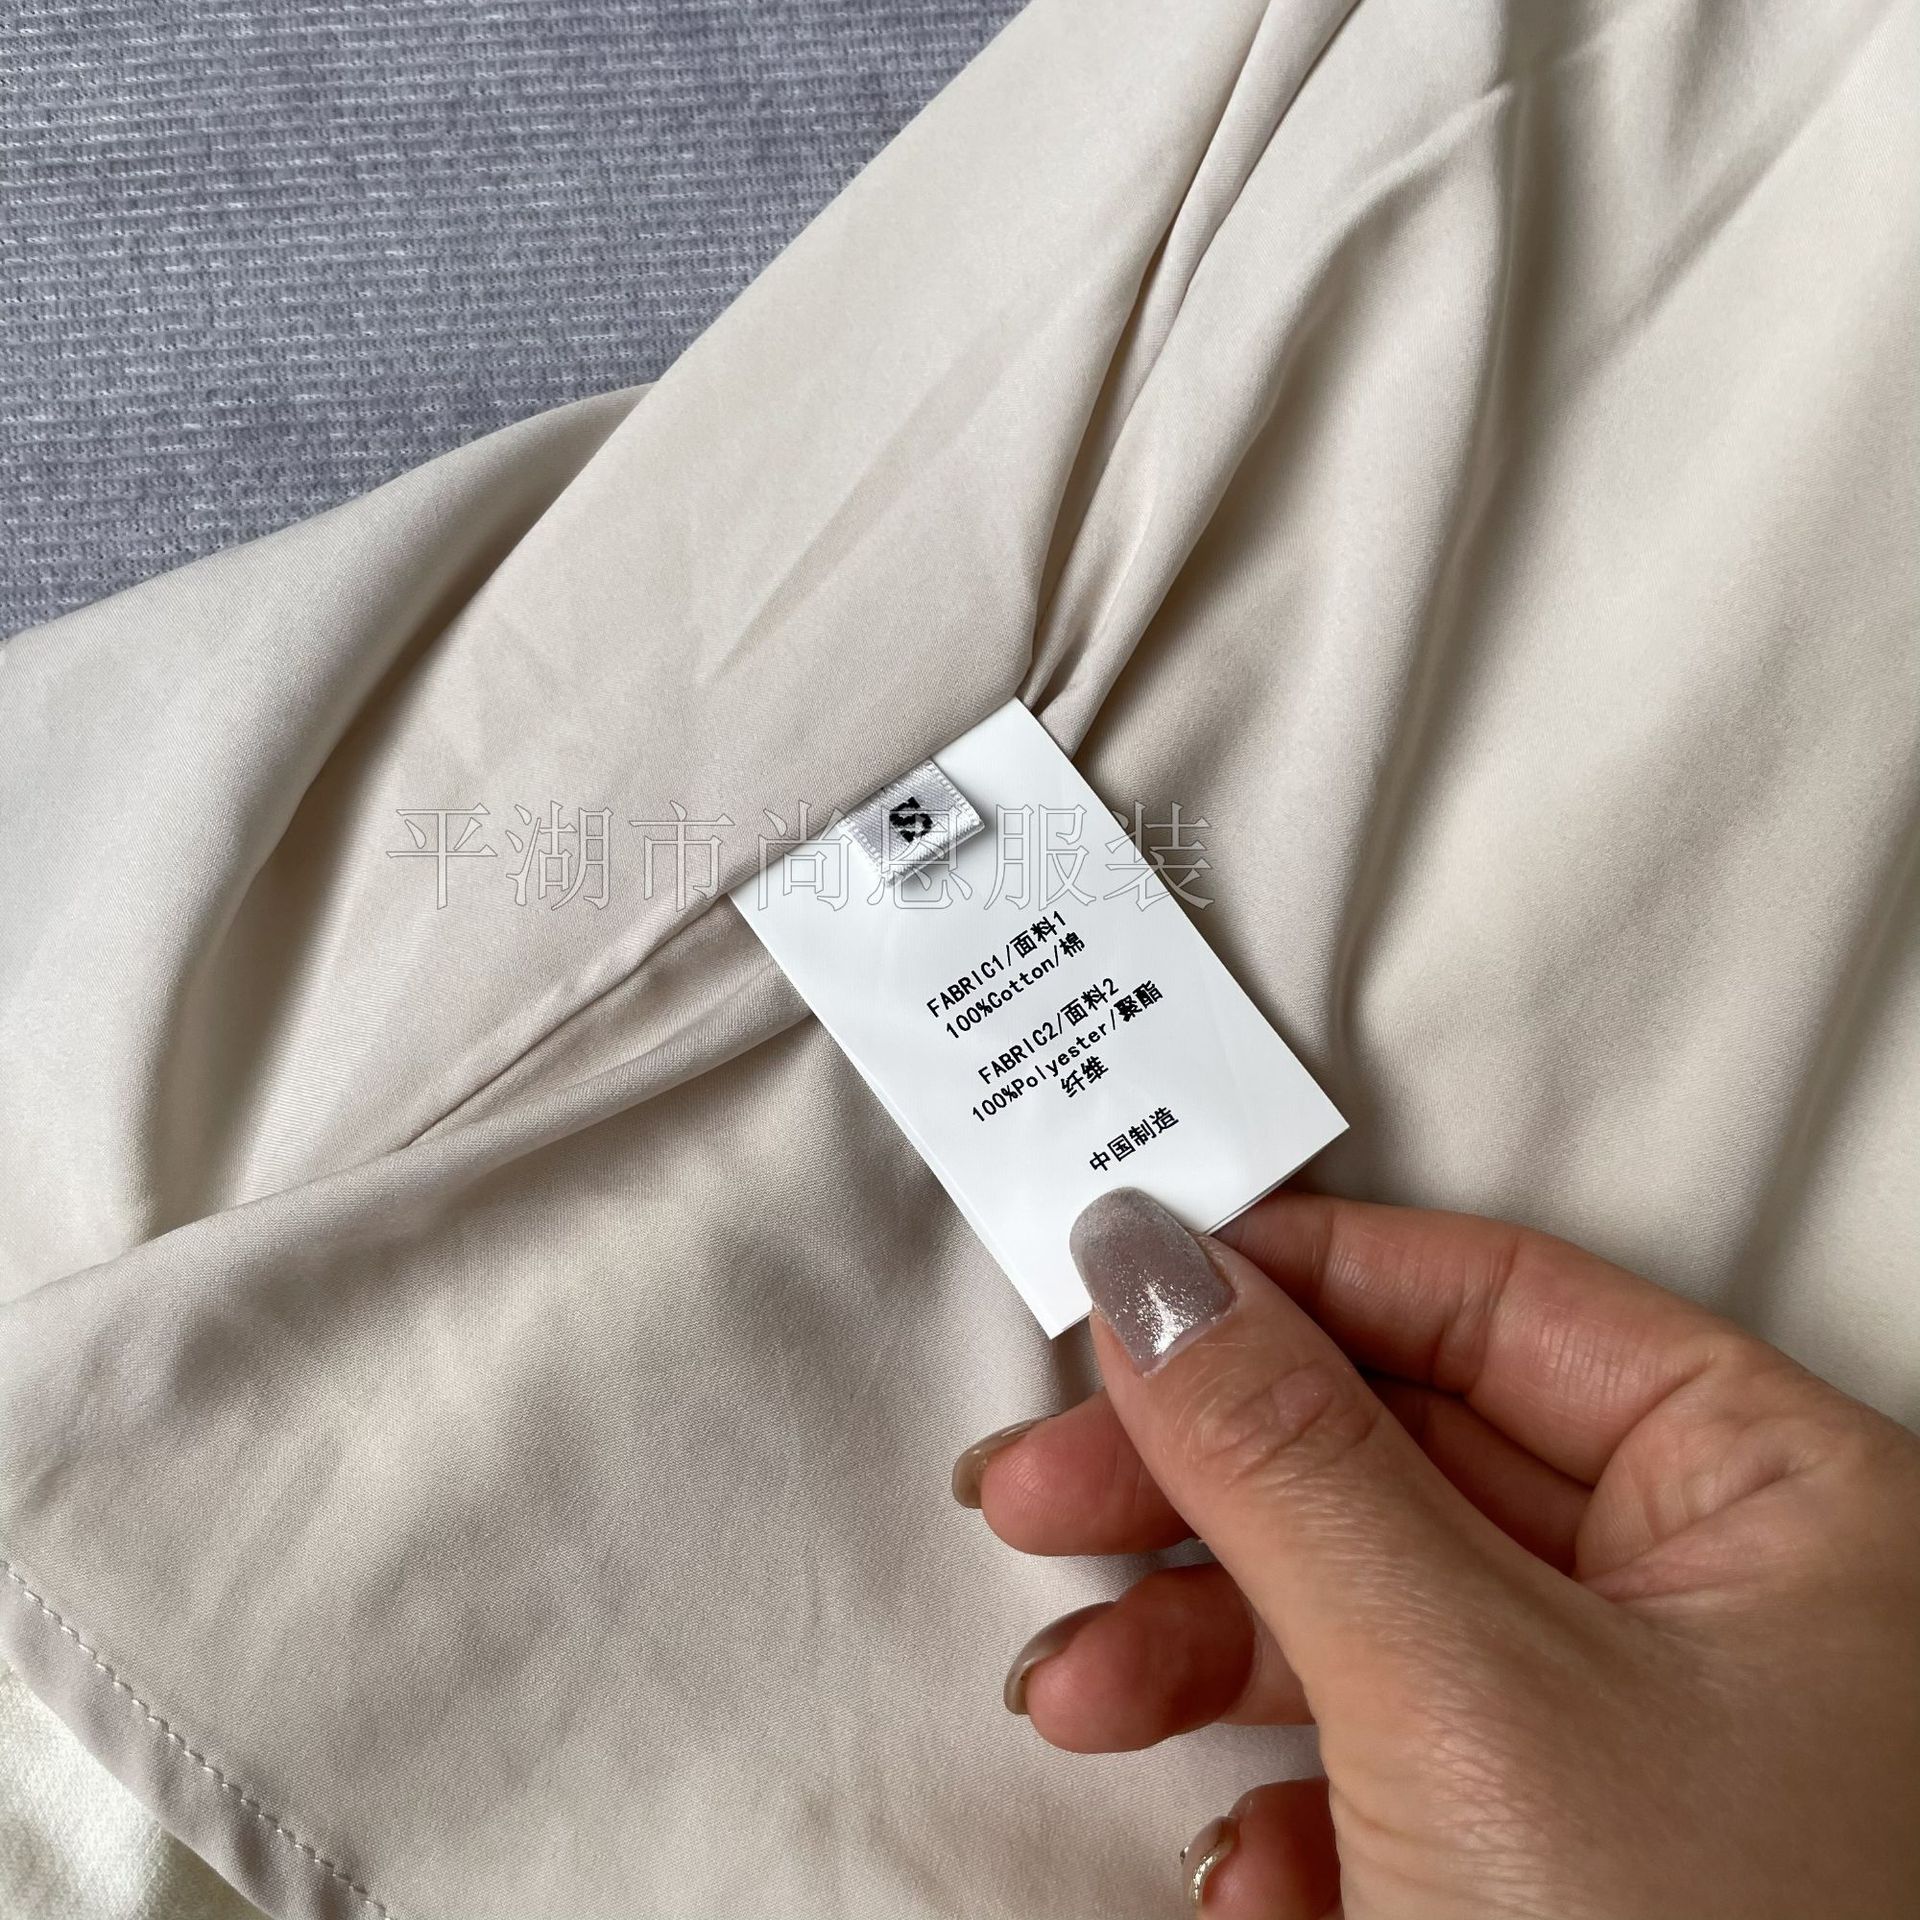 平湖市尚恩服装
S
FABRIC1/面料1
100%Cotton/棉
FABRIC2/面料2
100%Polyester/聚酯
纤维
中国制造